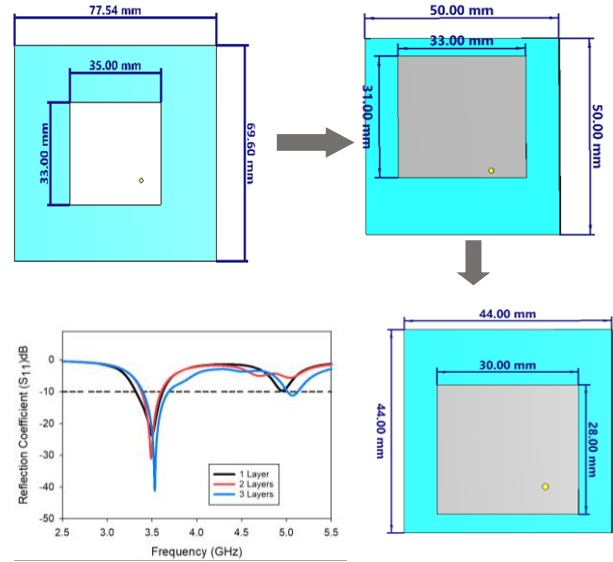 77.54 mm
35.00 mm
33.00 mm
69.60 mm
50.00 mm
33.00 mm
31.00 mm
50.00 mm
44.00 mm
30.00 mm
44.00 mm
28.00 mm
Reflection Coefficient (S11)dB
0
-10
-20
-30
-40
-50
1 Layer
2 Layers
3 Layers
2.5 3.0 3.5 4.0 4.5 5.0 5.5
Frequency (GHz)